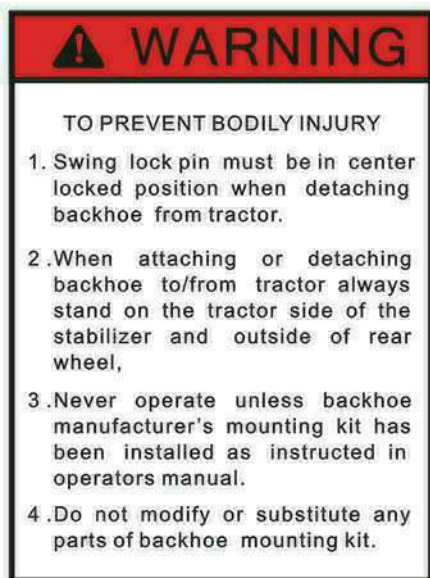 WARNING
TO PREVENT BODILY INJURY
1. Swing lock pin must be in center
locked position when detaching
backhoe from tractor.
2 .When attaching or detaching
backhoe to/from tractor always
stand on the tractor side of the
stabilizer and outside of rear
wheel,
3 .Never operate unless backhoe
manufacturer's mounting kit has
been installed as instructed in
operators manual.
4 .Do not modify or substitute any
parts of backhoe mounting kit.